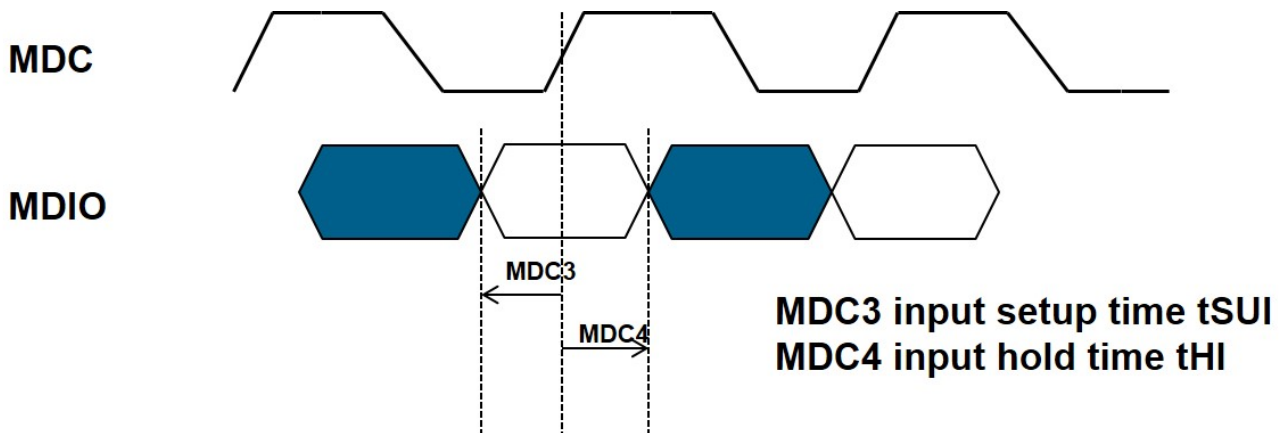 MDC
MDIO
MDC3
MDC4
MDC3 input setup time tSUI
MDC4 input hold time tHI